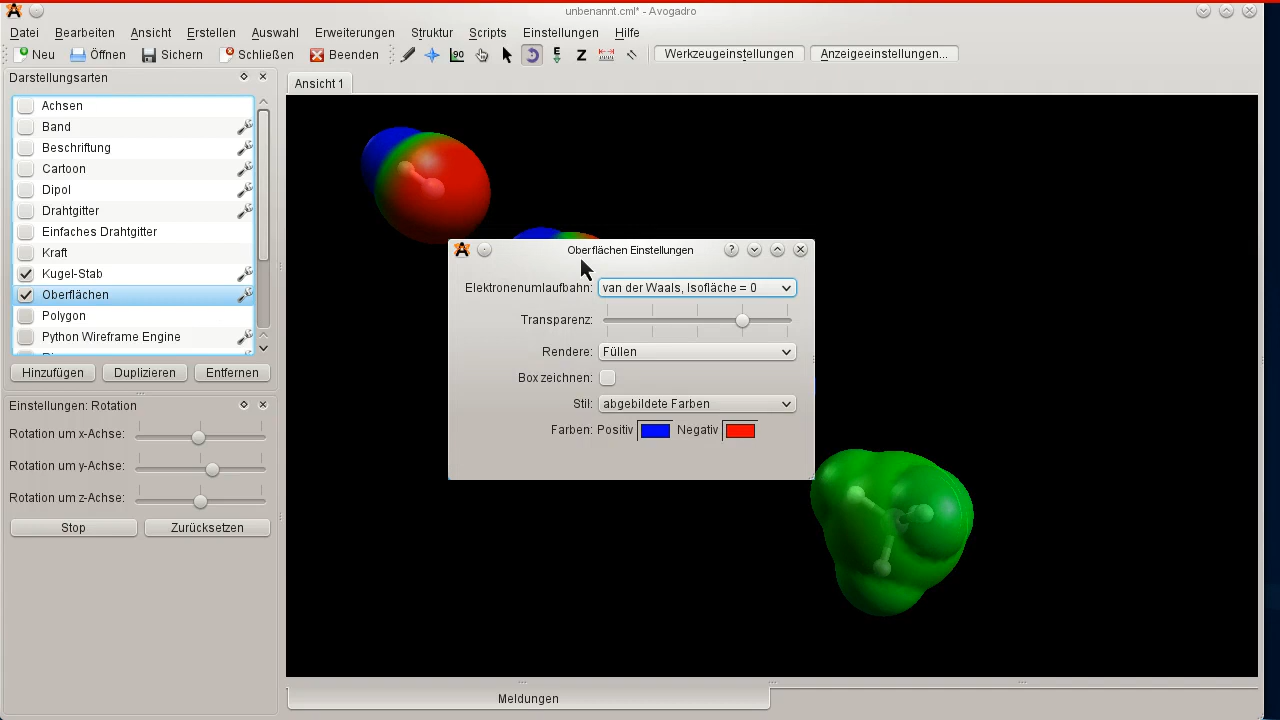 unbenannt.cml* - Avogadro
Datei Bearbeiten Ansicht Erstellen Auswahl Erweiterungen Struktur Scripts Einstellungen Hilfe
Neu Öffnen Sichern Schließen Beenden 90 E Z Werkzeugeinstellungen Anzeigeeinstellungen...
Darstellungsarten
Ansicht 1
Achsen
Band
Beschriftung
Cartoon
Dipol
Drahtgitter
Einfaches Drahtgitter
Kraft
Kugel-Stab
Oberflächen
Polygon
Python Wireframe Engine
Hinzufügen Duplizieren Entfernen
Einstellungen: Rotation
Rotation um x-Achse:
Rotation um y-Achse:
Rotation um z-Achse:
Stop Zurücksetzen
Oberflächen Einstellungen
Elektronenumlaufbahn: van der Waals, Isofläche = 0
Transparenz:
Rendere: Füllen
Box zeichnen:
Stil: abgebildete Farben
Farben: Positiv Negativ
Meldungen